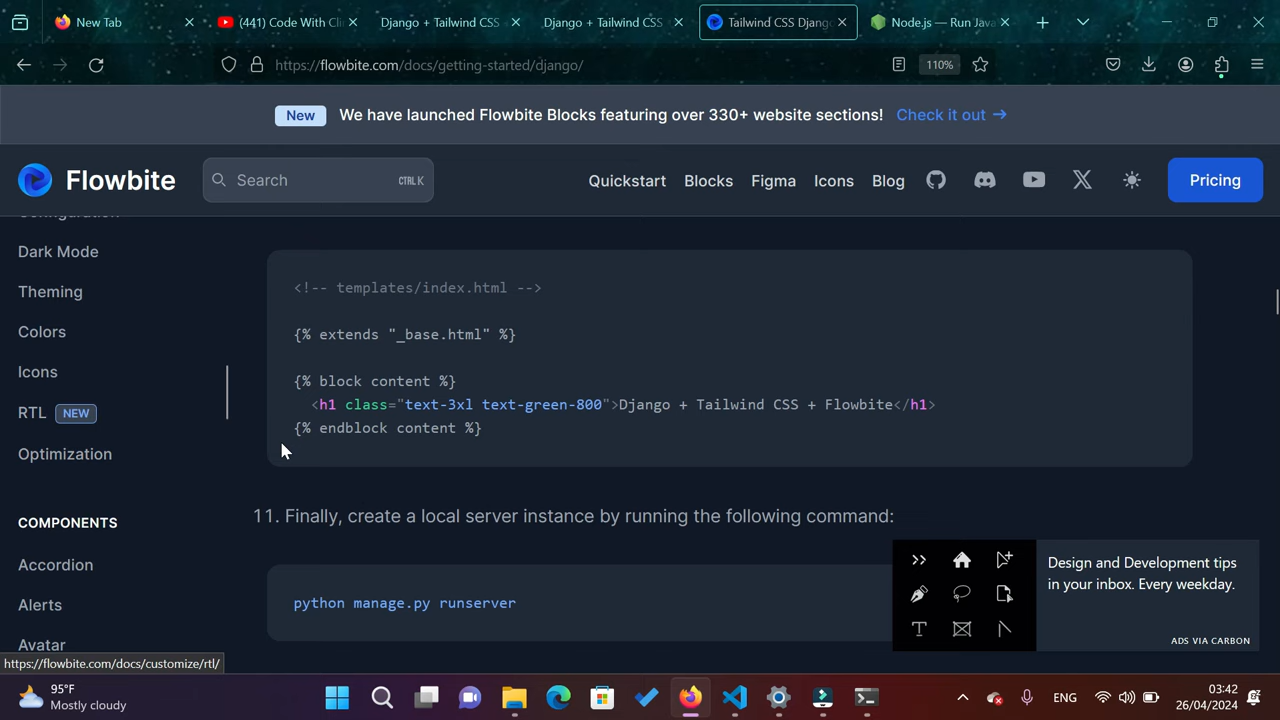 New Tab
(441) Code With Cli
Django + Tailwind CSS
Django + Tailwind CSS
Tailwind CSS Djang
Node.js — Run Java
https://flowbite.com/docs/getting-started/django/
110%
New
We have launched Flowbite Blocks featuring over 330+ website sections!
Check it out →
Flowbite
Search
CTRL K
Quickstart
Blocks
Figma
Icons
Blog
Pricing
Configuration
Dark Mode
Theming
Colors
Icons
RTL NEW
Optimization
COMPONENTS
Accordion
Alerts
Avatar
<!-- templates/index.html -->
{% extends "_base.html" %}
{% block content %}
<h1 class="text-3xl text-green-800">Django + Tailwind CSS + Flowbite</h1>
{% endblock content %}
11. Finally, create a local server instance by running the following command:
python manage.py runserver
Design and Development tips
in your inbox. Every weekday.
ADS VIA CARBON
https://flowbite.com/docs/customize/rtl/
95°F
Mostly cloudy
ENG
03:42
26/04/2024